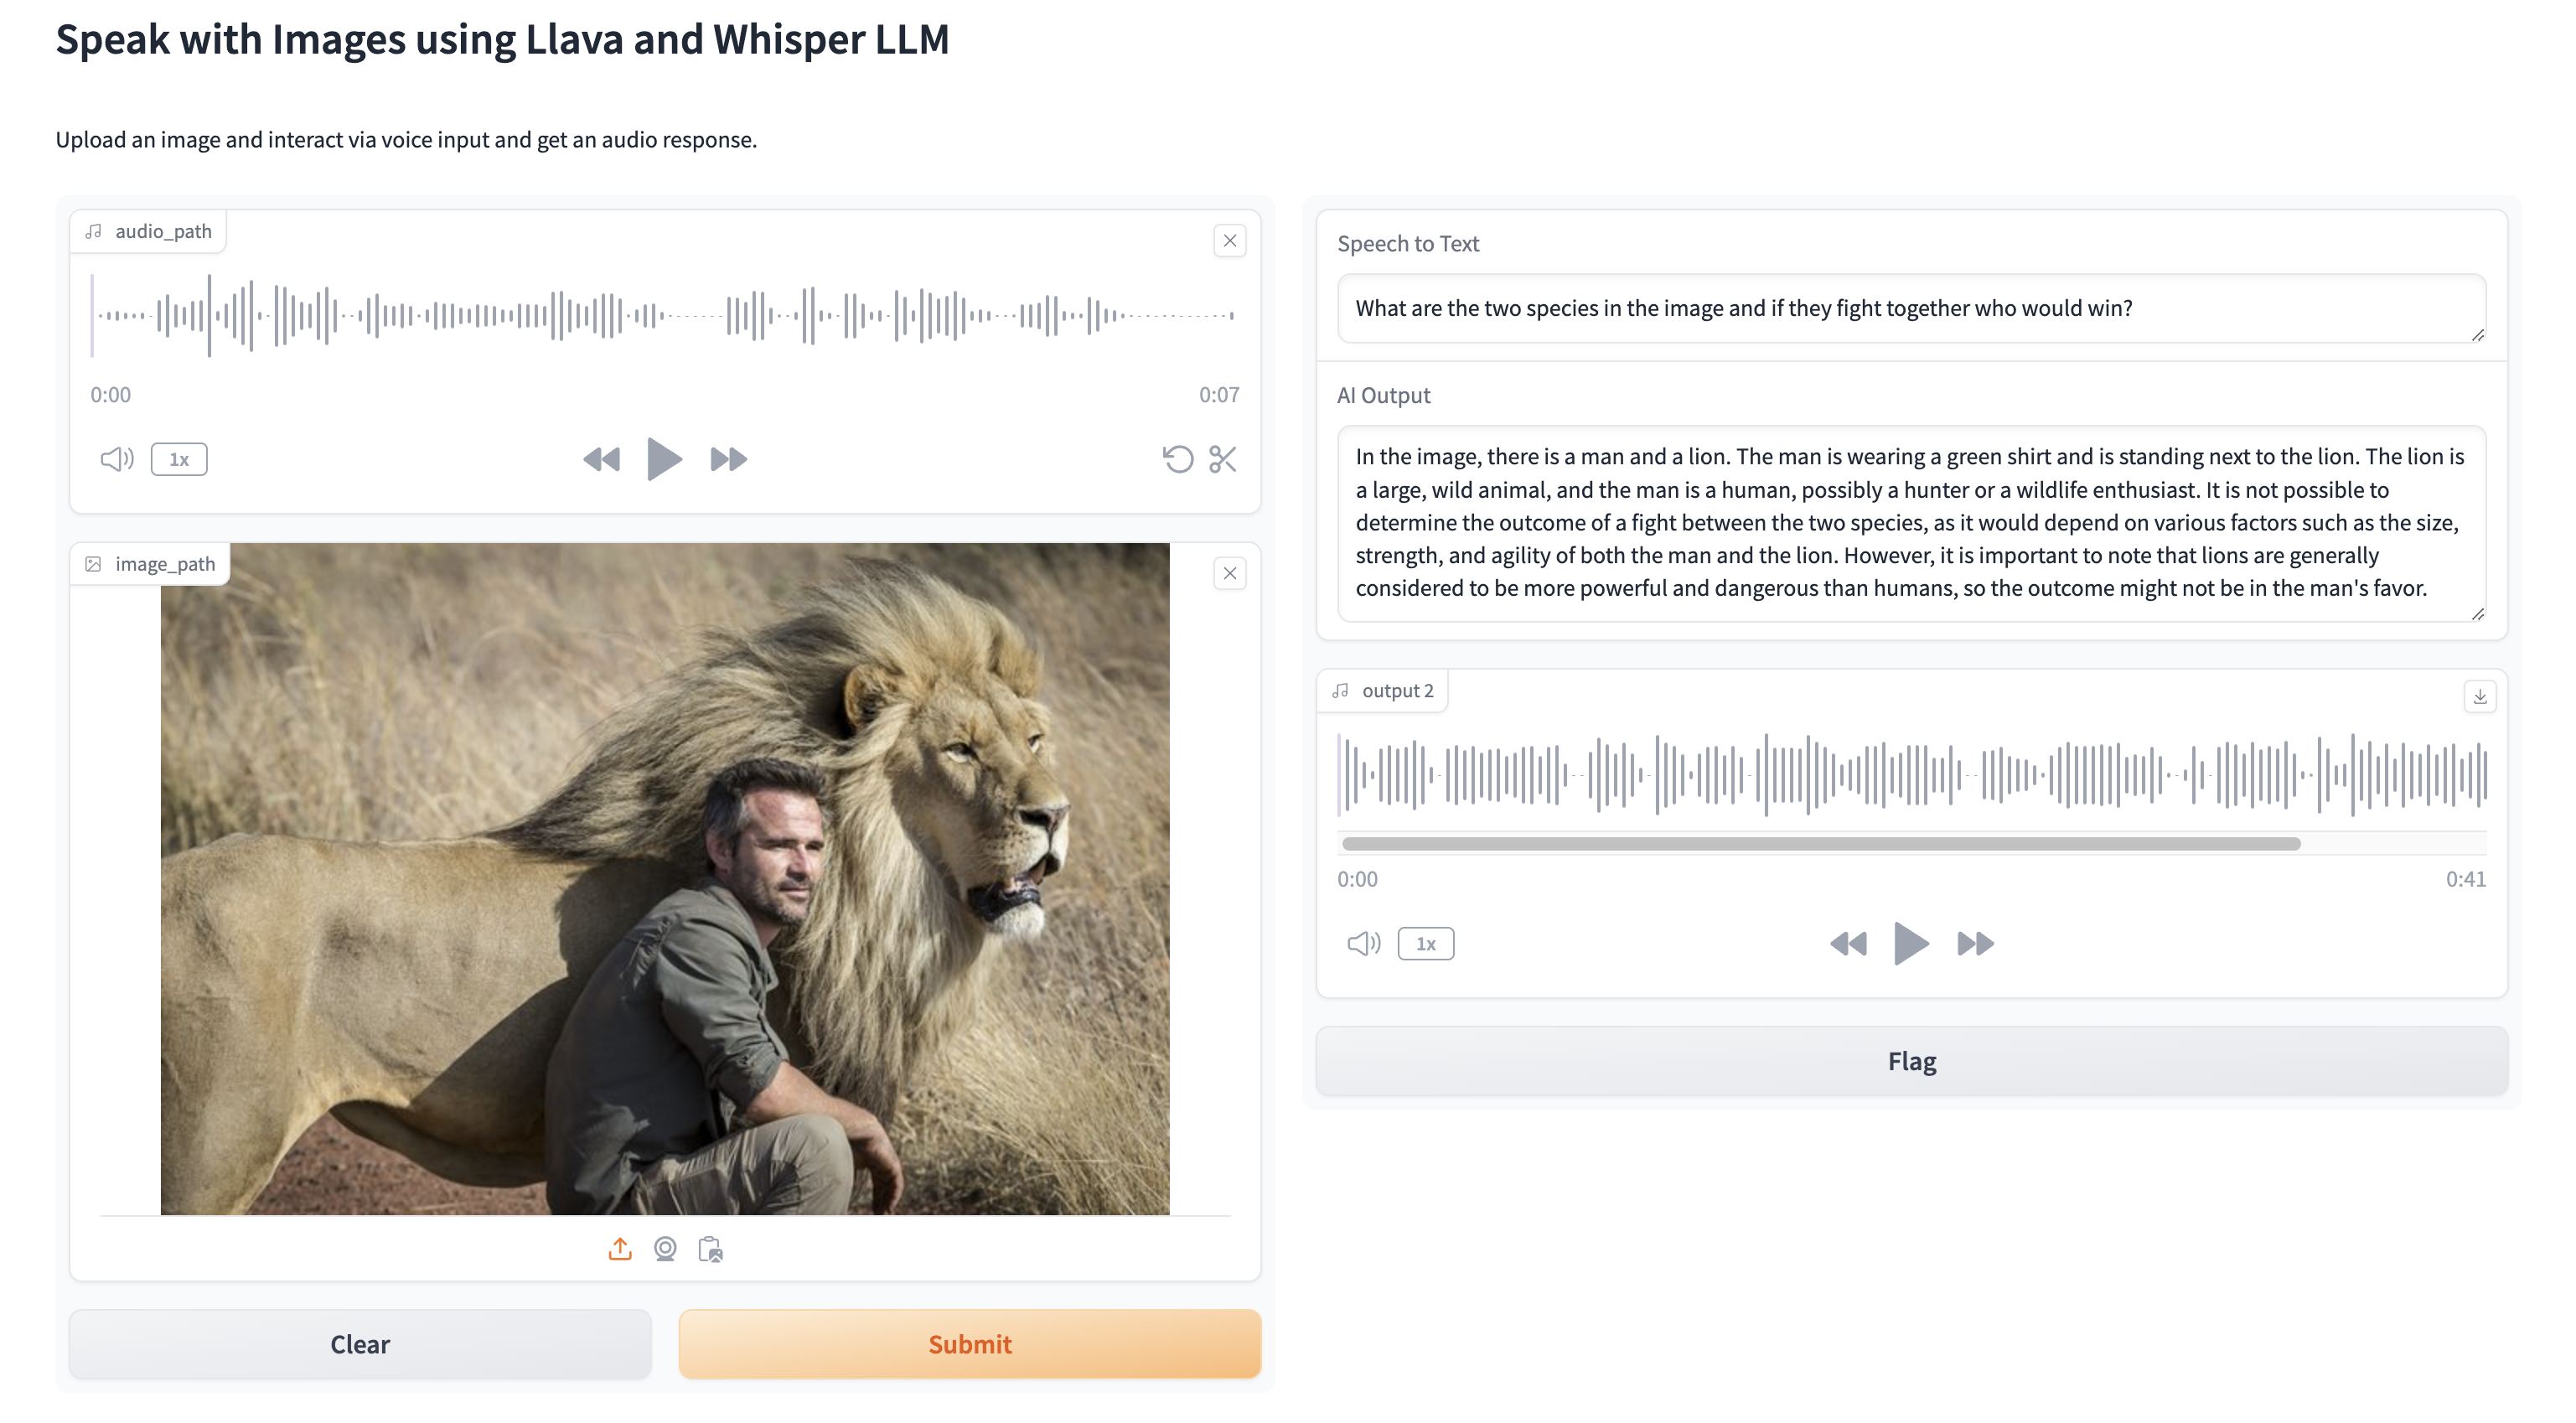 Speak with Images using Llava and Whisper LLM
Upload an image and interact via voice input and get an audio response.
audio_path
0:00
0:07
1x
image_path
Clear
Submit
Speech to Text
What are the two species in the image and if they fight together who would win?
AI Output
In the image, there is a man and a lion. The man is wearing a green shirt and is standing next to the lion. The lion is
a large, wild animal, and the man is a human, possibly a hunter or a wildlife enthusiast. It is not possible to
determine the outcome of a fight between the two species, as it would depend on various factors such as the size,
strength, and agility of both the man and the lion. However, it is important to note that lions are generally
considered to be more powerful and dangerous than humans, so the outcome might not be in the man's favor.
output 2
0:00
0:41
1x
Flag